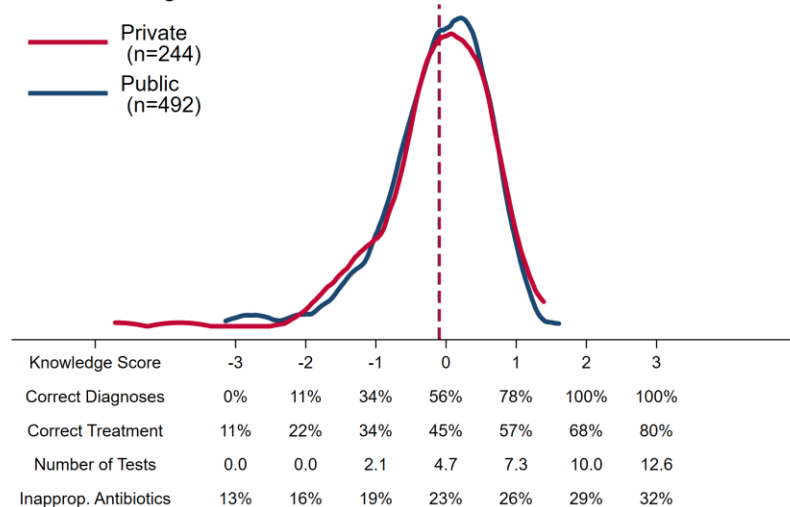 Private
(n=244)
Public
(n=492)
Knowledge Score -3 -2 -1 0 1 2 3
Correct Diagnoses 0% 11% 34% 56% 78% 100% 100%
Correct Treatment 11% 22% 34% 45% 57% 68% 80%
Number of Tests 0.0 0.0 2.1 4.7 7.3 10.0 12.6
Inapprop. Antibiotics 13% 16% 19% 23% 26% 29% 32%